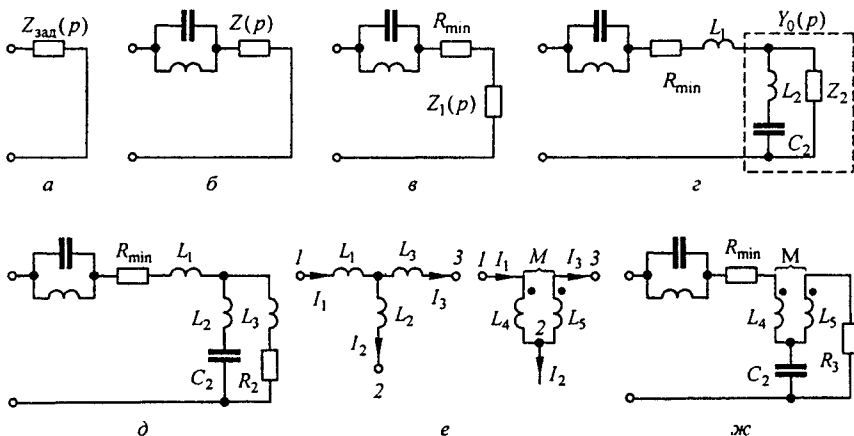 Z_зад(p)
а
Z(p)
б
R_min
Z_1(p)
в
R_min
L_1
Y_0(p)
L_2
C_2
Z_2
г
R_min
L_1
L_2
L_3
C_2
R_2
д
1
L_1
L_3
3
I_1
I_3
L_2
I_2
2
1
I_1
M
I_3
3
L_4
2
L_5
I_2
е
R_min
M
L_4
L_5
C_2
R_3
ж